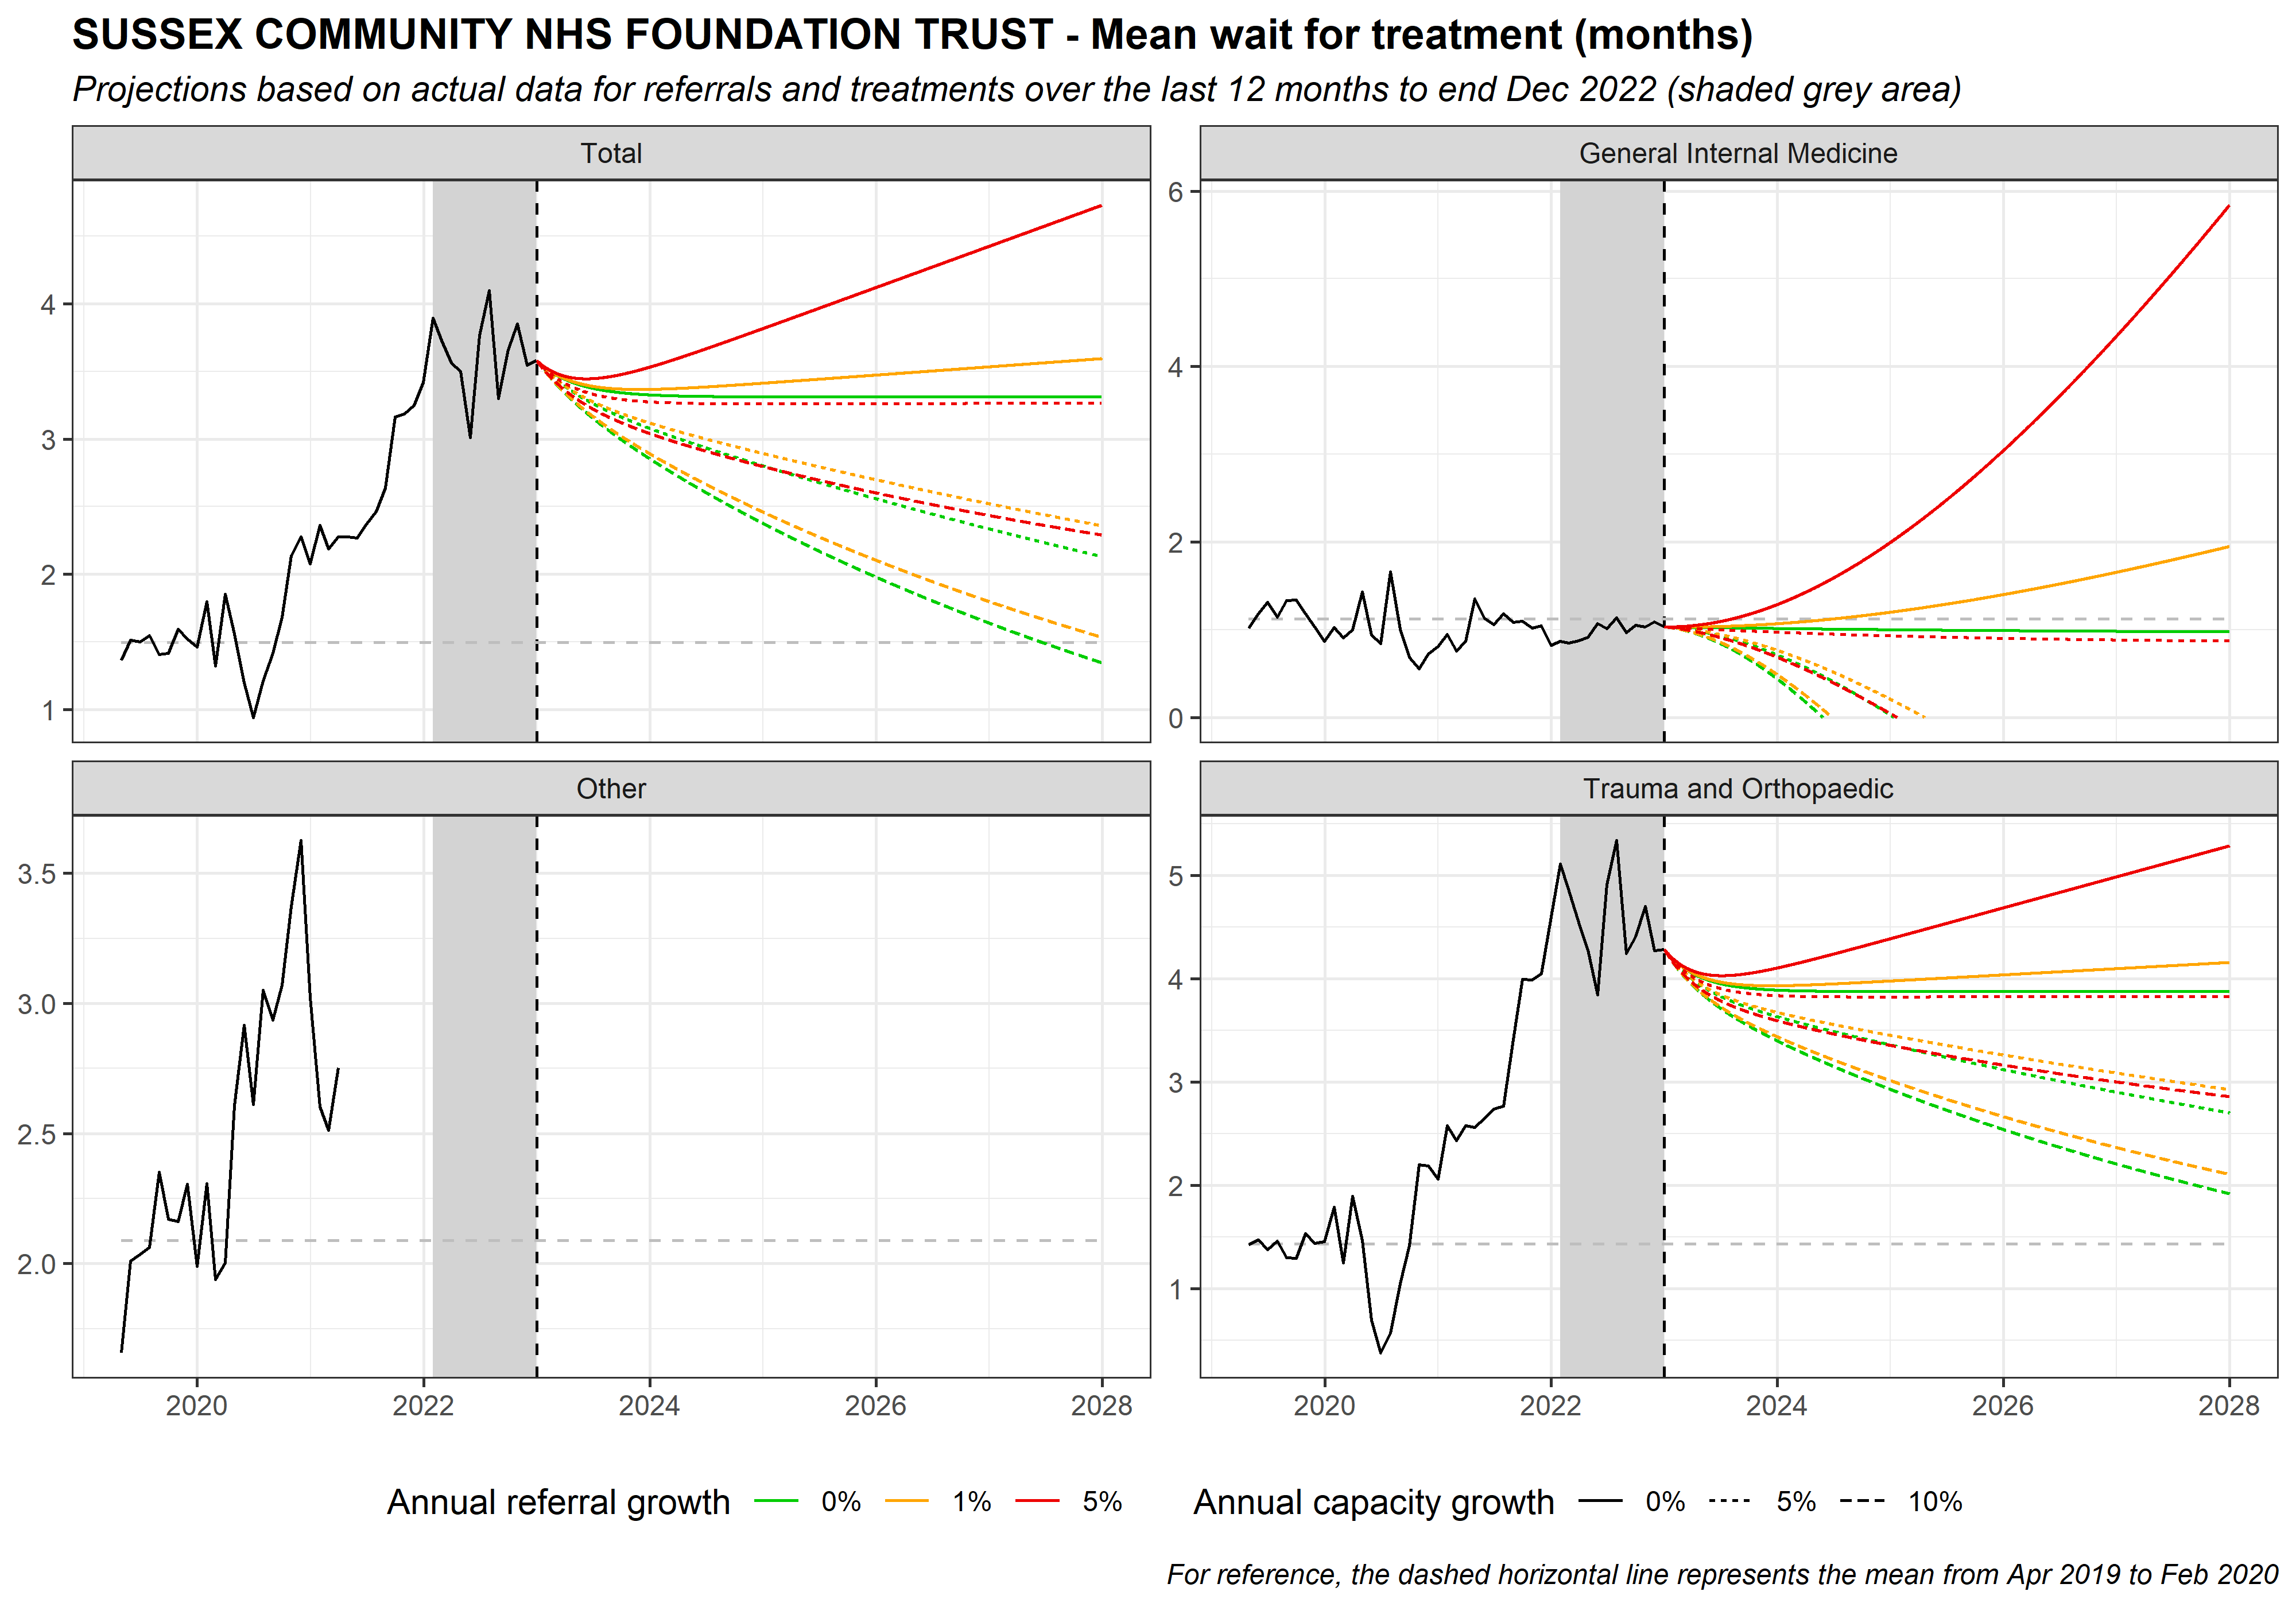 SUSSEX COMMUNITY NHS FOUNDATION TRUST - Mean wait for treatment (months)
Projections based on actual data for referrals and treatments over the last 12 months to end Dec 2022 (shaded grey area)
Total
General Internal Medicine
4
3
2
1
6
4
2
0
Other
Trauma and Orthopaedic
3.5
3.0
2.5
2.0
5
4
3
2
1
2020 2022 2024 2026 2028
2020 2022 2024 2026 2028
Annual referral growth 0% 1% 5%
Annual capacity growth 0% 5% 10%
For reference, the dashed horizontal line represents the mean from Apr 2019 to Feb 2020